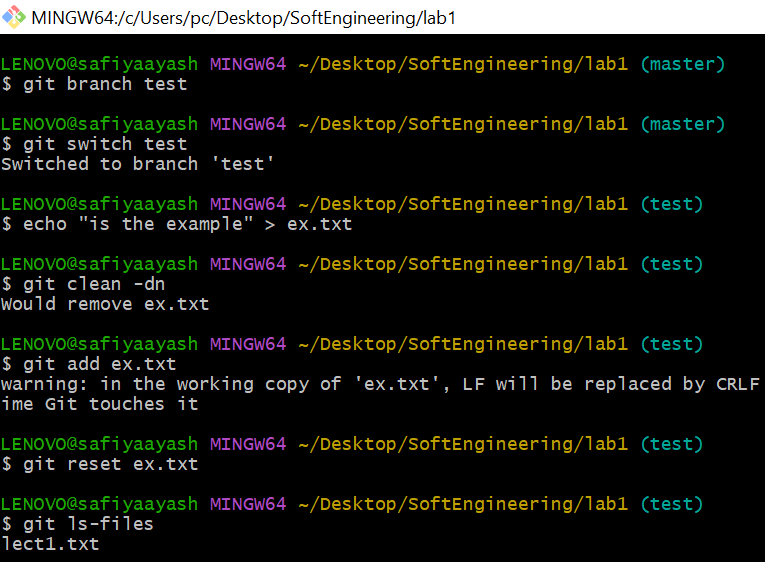 MINGW64:/c/Users/pc/Desktop/SoftEngineering/lab1
LENOVO@safiyaayash MINGW64 ~/Desktop/SoftEngineering/lab1 (master)
$ git branch test
LENOVO@safiyaayash MINGW64 ~/Desktop/SoftEngineering/lab1 (master)
$ git switch test
Switched to branch 'test'
LENOVO@safiyaayash MINGW64 ~/Desktop/SoftEngineering/lab1 (test)
$ echo "is the example" > ex.txt
LENOVO@safiyaayash MINGW64 ~/Desktop/SoftEngineering/lab1 (test)
$ git clean -dn
Would remove ex.txt
LENOVO@safiyaayash MINGW64 ~/Desktop/SoftEngineering/lab1 (test)
$ git add ex.txt
warning: in the working copy of 'ex.txt', LF will be replaced by CRLF
ime Git touches it
LENOVO@safiyaayash MINGW64 ~/Desktop/SoftEngineering/lab1 (test)
$ git reset ex.txt
LENOVO@safiyaayash MINGW64 ~/Desktop/SoftEngineering/lab1 (test)
$ git ls-files
lect1.txt